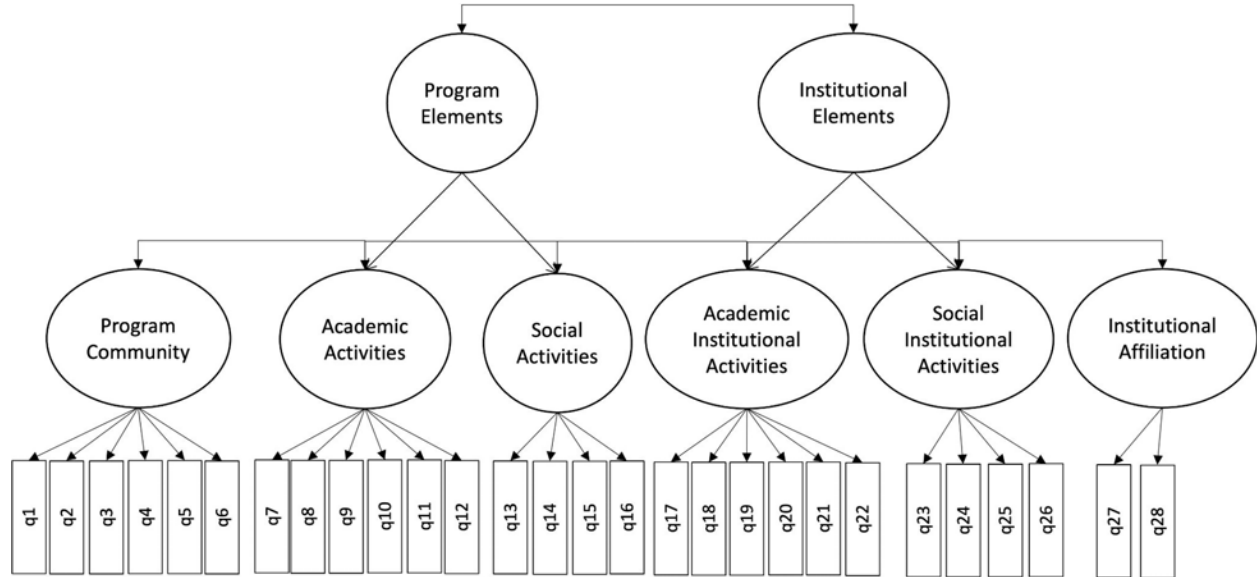 Program
Elements
Institutional
Elements
Program
Community
Academic
Activities
Social
Activities
Academic
Institutional
Activities
Social
Institutional
Activities
Institutional
Affiliation
q1
q2
q3
q4
q5
q6
q7
q8
q9
q10
q11
q12
q13
q14
q15
q16
q17
q18
q19
q20
q21
q22
q23
q24
q25
q26
q27
q28